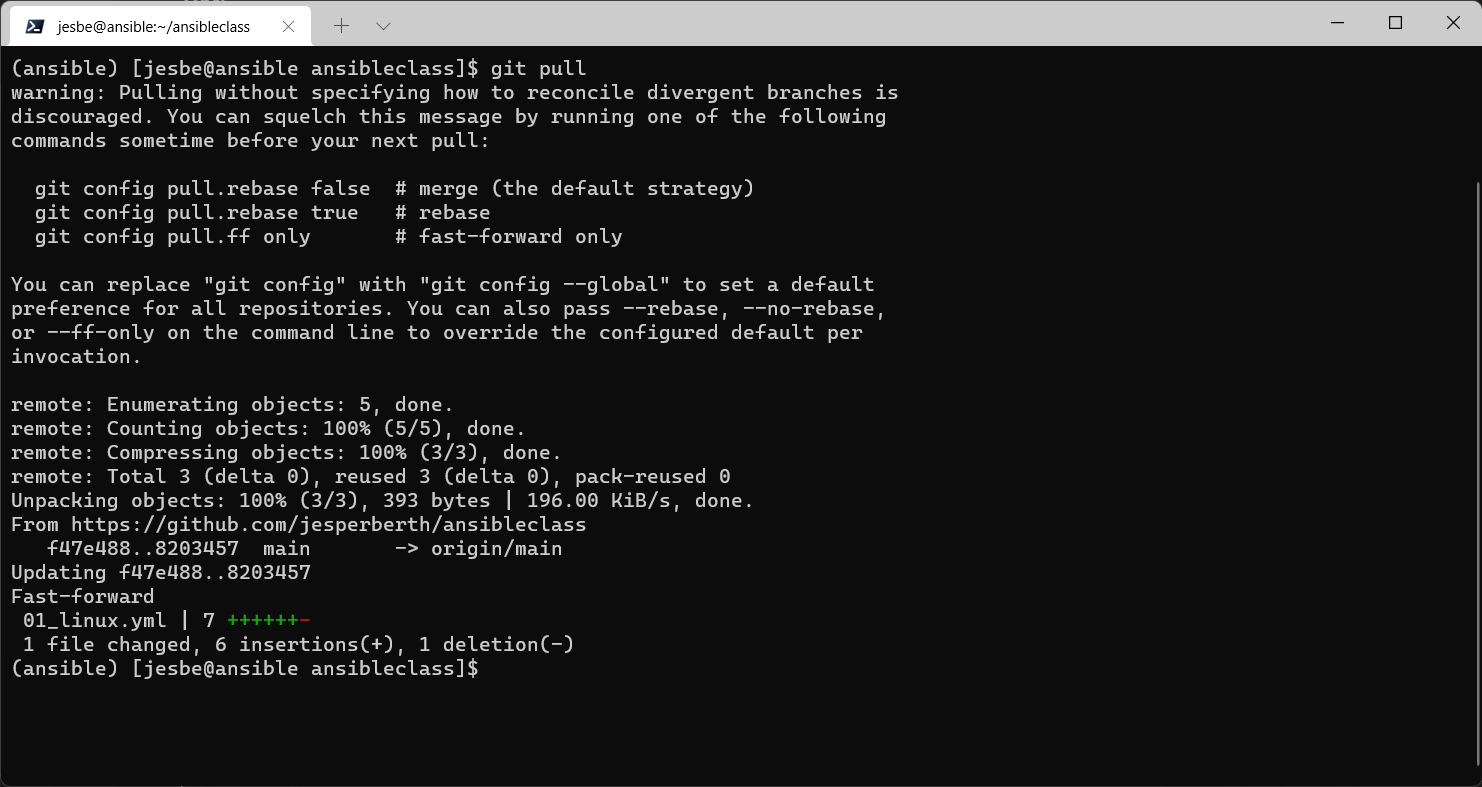 jesbe@ansible:~/ansibleclass
(ansible) [jesbe@ansible ansibleclass]$ git pull
warning: Pulling without specifying how to reconcile divergent branches is
discouraged. You can squelch this message by running one of the following
commands sometime before your next pull:

  git config pull.rebase false  # merge (the default strategy)
  git config pull.rebase true   # rebase
  git config pull.ff only       # fast-forward only

You can replace "git config" with "git config --global" to set a default
preference for all repositories. You can also pass --rebase, --no-rebase,
or --ff-only on the command line to override the configured default per
invocation.

remote: Enumerating objects: 5, done.
remote: Counting objects: 100% (5/5), done.
remote: Compressing objects: 100% (3/3), done.
remote: Total 3 (delta 0), reused 3 (delta 0), pack-reused 0
Unpacking objects: 100% (3/3), 393 bytes | 196.00 KiB/s, done.
From https://github.com/jesperberth/ansibleclass
   f47e488..8203457  main       -> origin/main
Updating f47e488..8203457
Fast-forward
 01_linux.yml | 7 ++++++-
 1 file changed, 6 insertions(+), 1 deletion(-)
(ansible) [jesbe@ansible ansibleclass]$